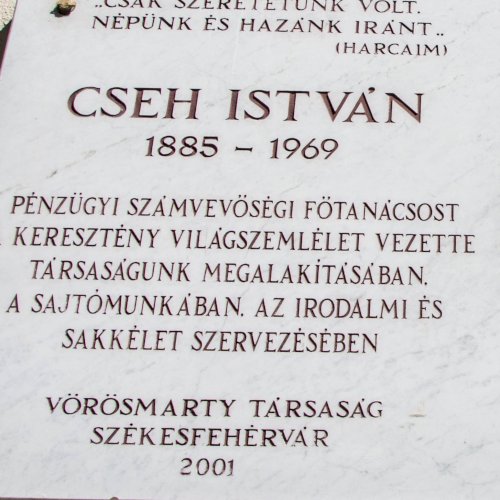 „CSAK SZERETETÜNK VOLT.
NÉPÜNK ÉS HAZÁNK IRÁNT„
(HARCAIM)
CSEH ISTVÁN
1885 – 1969
PÉNZÜGYI SZÁMVEVŐSÉGI FŐTANÁCSOST
A KERESZTÉNY VILÁGSZEMLÉLET VEZETTE
TÁRSASÁGUNK MEGALAKÍTÁSÁBAN.
A SAJTÓMUNKÁBAN. AZ IRODALMI ÉS
SAKKÉLET SZERVEZÉSÉBEN
VÖRÖSMARTY TÁRSASÁG
SZÉKESFEHÉRVÁR
2001